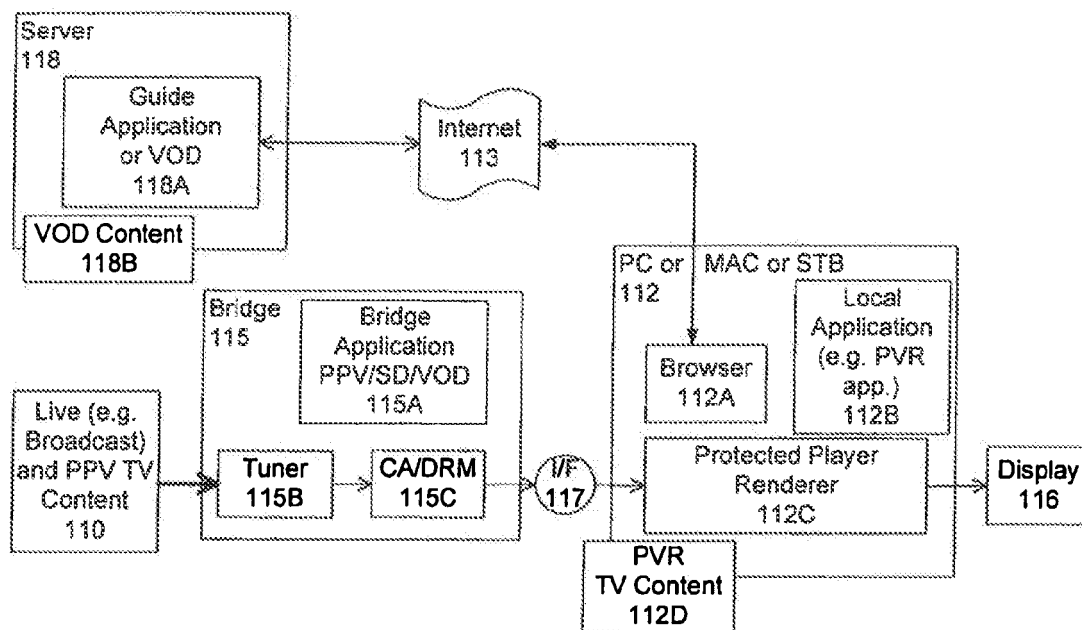 Server
118
Guide
Application
or VOD
118A
VOD Content
118B
Internet
113
Bridge
115
Bridge
Application
PPV/SD/VOD
115A
Live (e.g.
Broadcast)
and PPV TV
Content
110
Tuner
115B
CA/DRM
115C
I/F
117
PC or MAC or STB
112
Browser
112A
Local
Application
(e.g. PVR
app.)
112B
Protected Player
Renderer
112C
PVR
TV Content
112D
Display
116